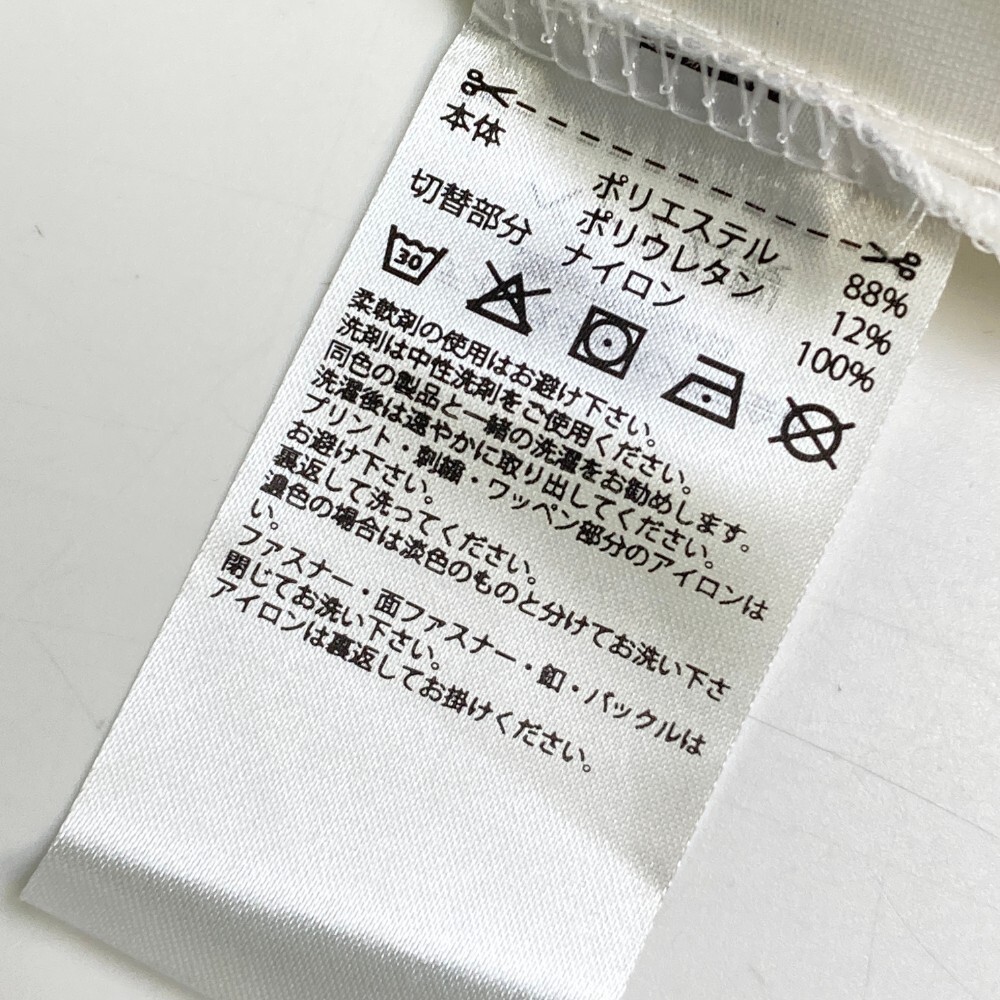 本体 ポリエステル 88%
ポリウレタン 12%
切替部分 ナイロン 100%
30
柔軟剤の使用はお避け下さい。
洗剤は中性洗剤をご使用ください。
同色の製品と一緒の洗濯をお勧めします。
洗濯後は速やかに取り出してください。
プリント・刺繍・ワッペン部分のアイロンは
お避け下さい。
裏返して洗ってください。
濃色の場合は淡色のものと分けてお洗い下さ
い。
ファスナー・面ファスナー・釦・バックルは
閉じてお洗い下さい。
アイロンは裏返してお掛けください。